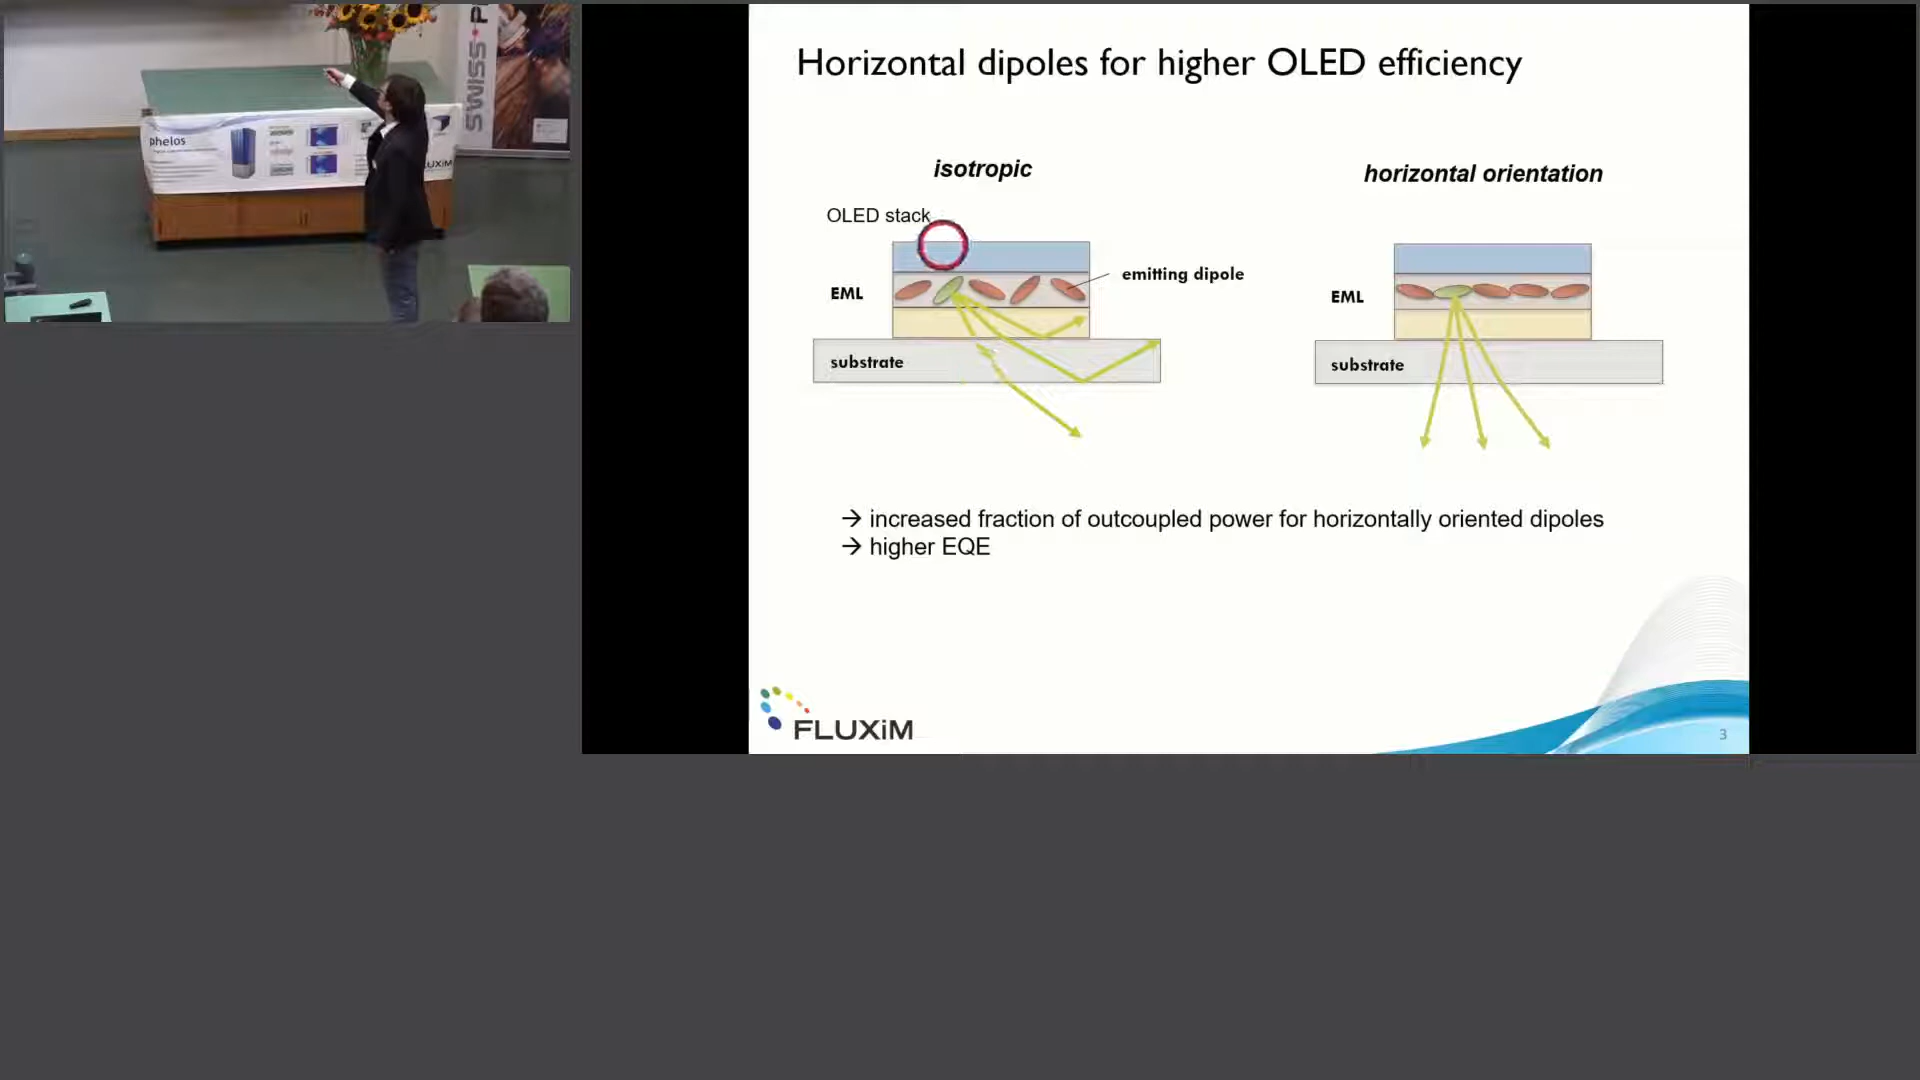 SWISS
phelos
Horizontal dipoles for higher OLED efficiency
isotropic
horizontal orientation
OLED stack
emitting dipole
EML
EML
substrate
substrate
→ increased fraction of outcoupled power for horizontally oriented dipoles
→ higher EQE
FLUXiM
3